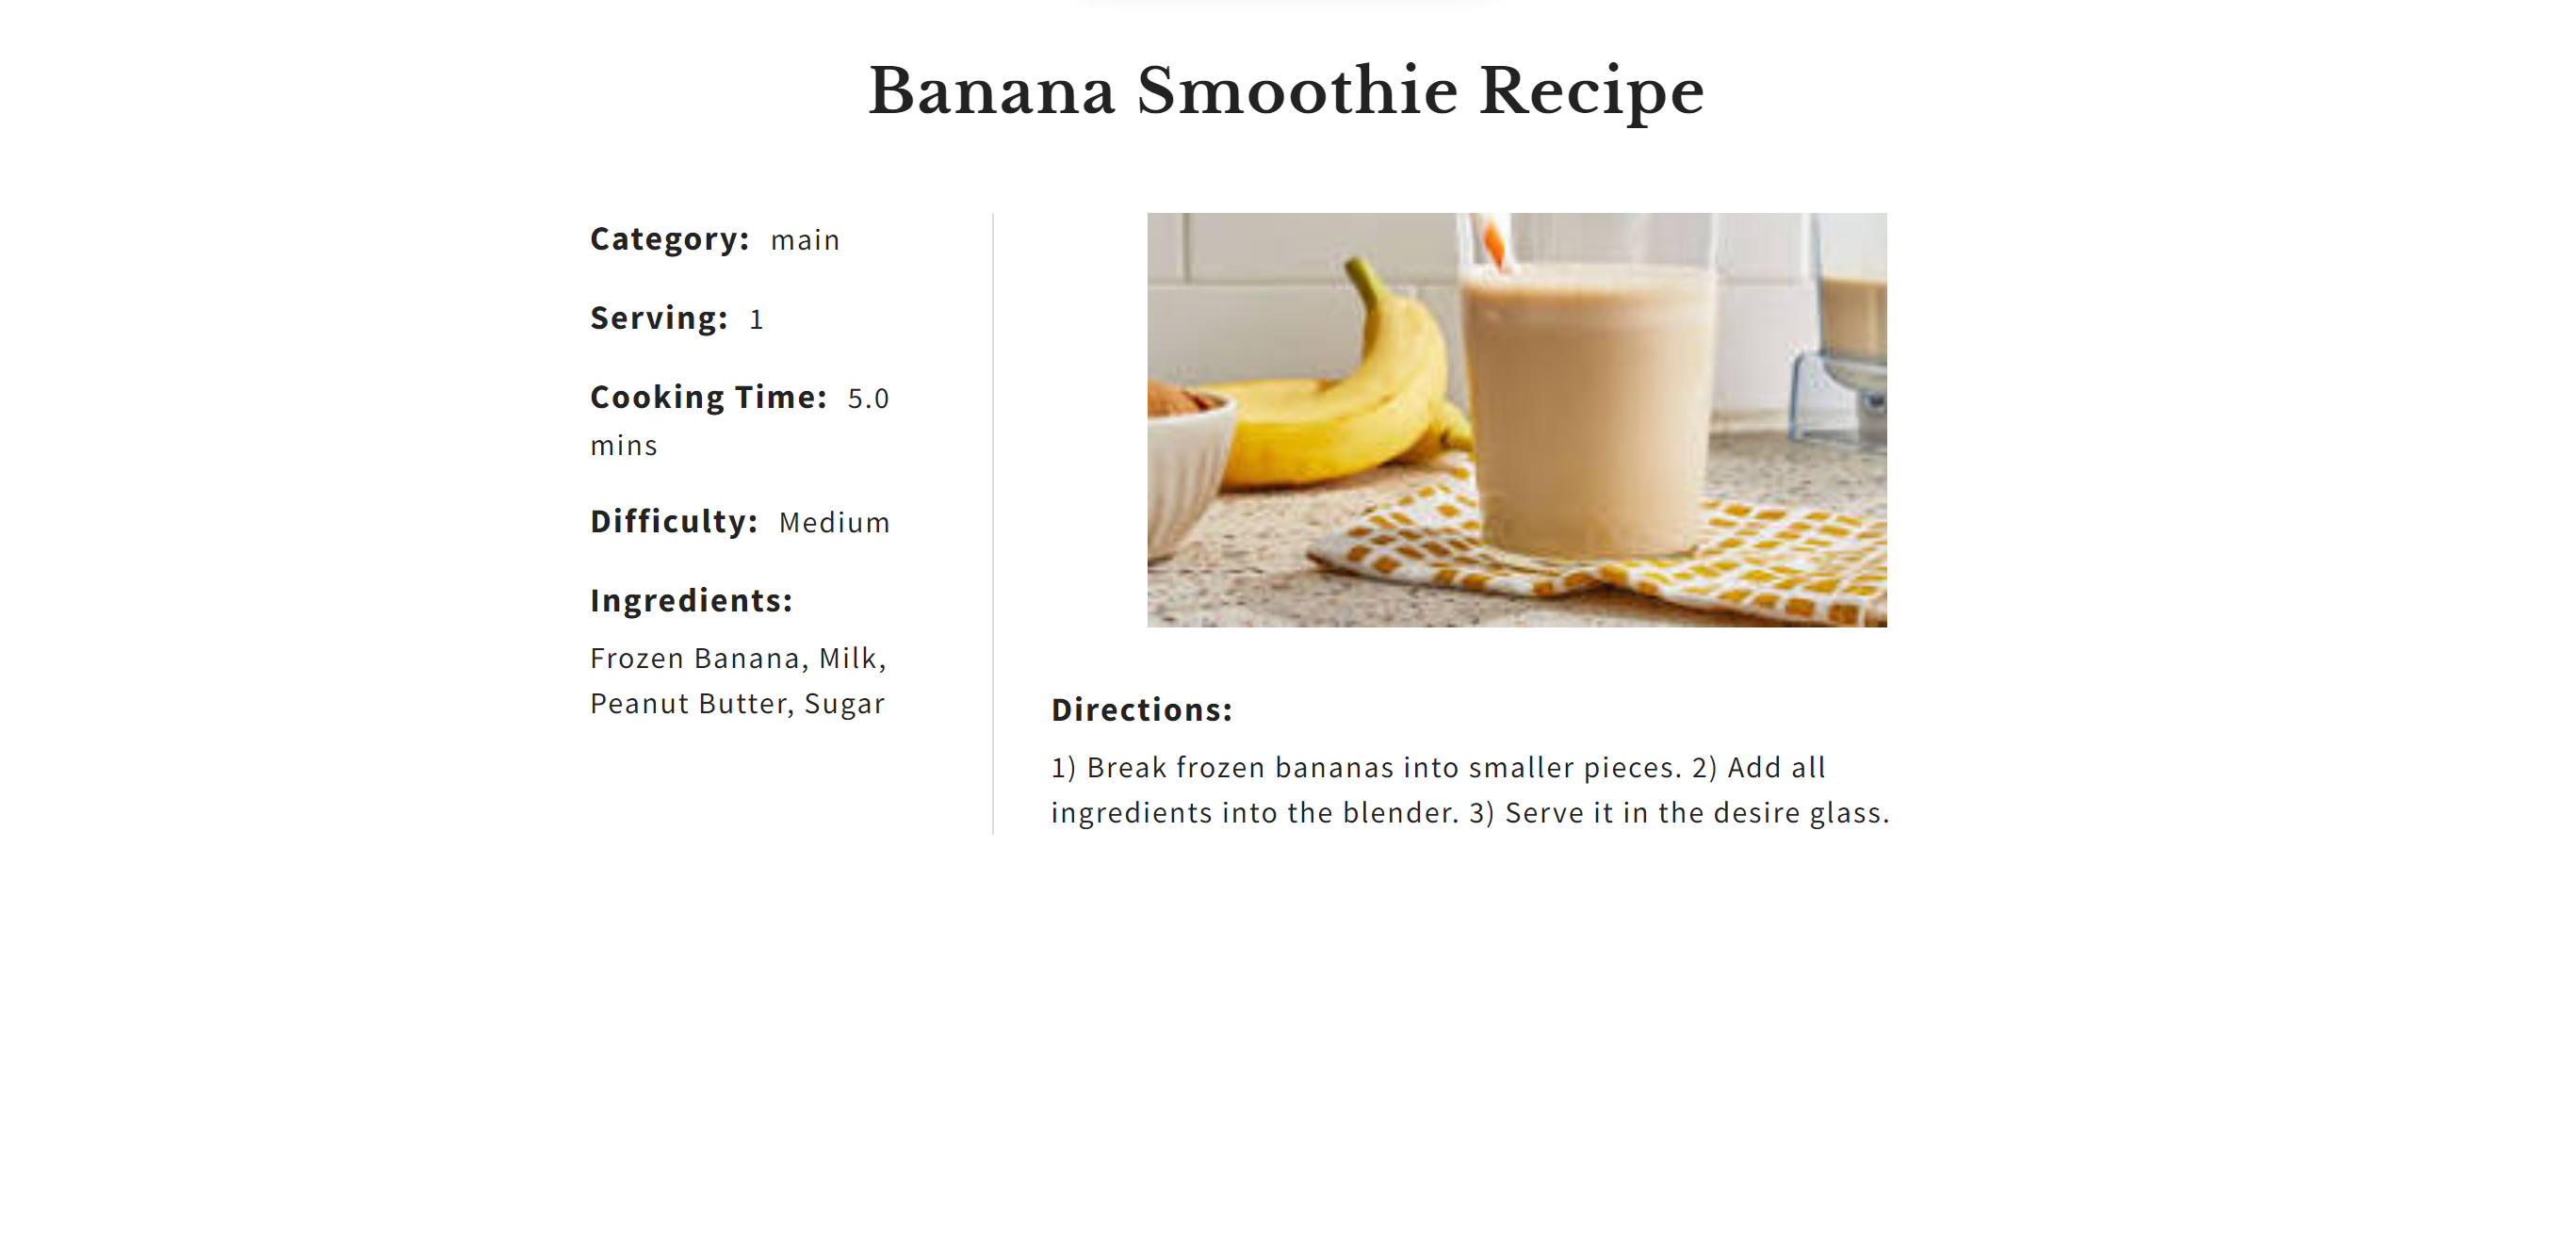 Banana Smoothie Recipe
Category: main
Serving: 1
Cooking Time: 5.0
mins
Difficulty: Medium
Ingredients:
Frozen Banana, Milk,
Peanut Butter, Sugar
Directions:
1) Break frozen bananas into smaller pieces. 2) Add all
ingredients into the blender. 3) Serve it in the desire glass.